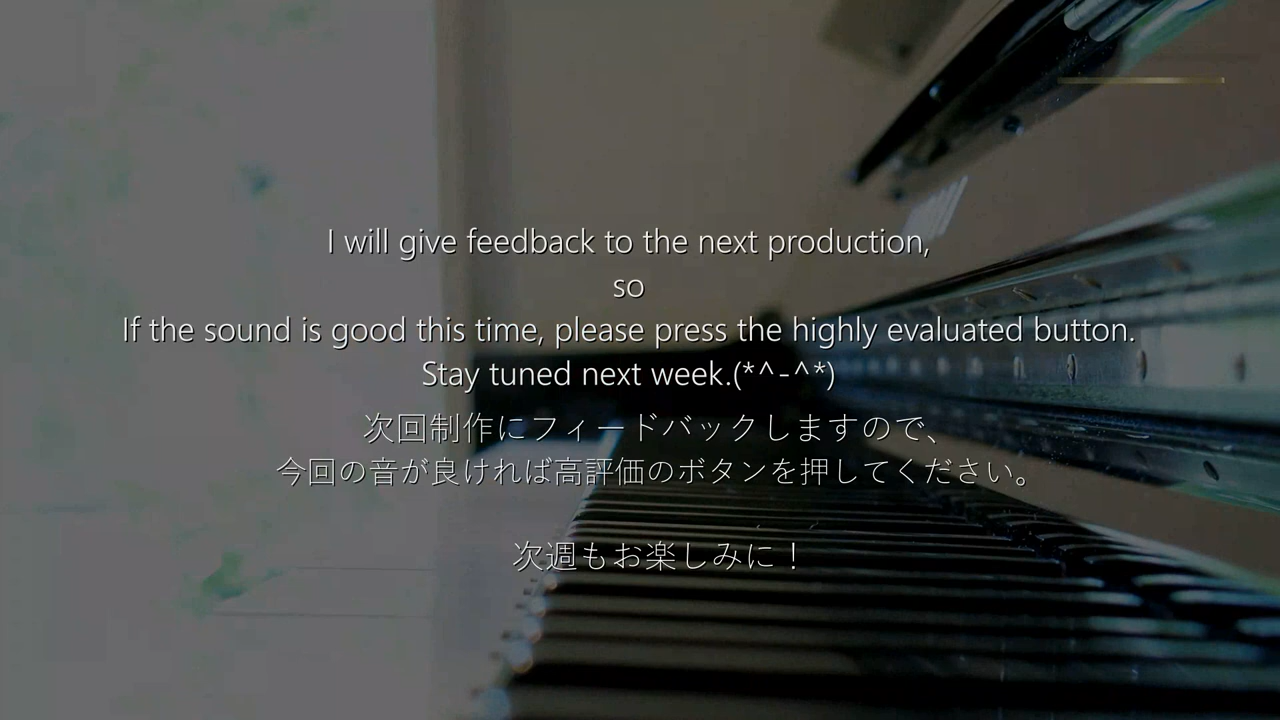 I will give feedback to the next production,
so
If the sound is good this time, please press the highly evaluated button.
Stay tuned next week.(*^-^*)
次回制作にフィードバックしますので、
今回の音が良ければ高評価のボタンを押してください。
次週もお楽しみに！